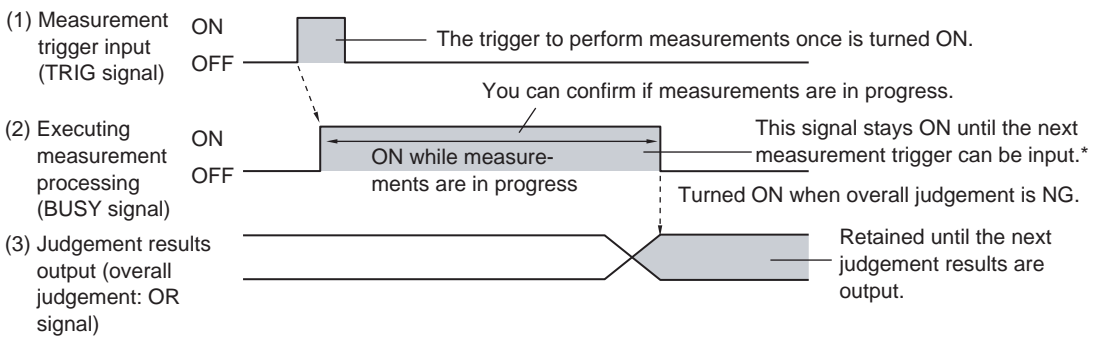 (1) Measurement
trigger input
(TRIG signal)
ON
OFF
The trigger to perform measurements once is turned ON.
You can confirm if measurements are in progress.
(2) Executing
measurement
processing
(BUSY signal)
ON
OFF
ON while measure-
ments are in progress
This signal stays ON until the next
measurement trigger can be input.*
Turned ON when overall judgement is NG.
(3) Judgement results
output (overall
judgement: OR
signal)
Retained until the next
judgement results are
output.